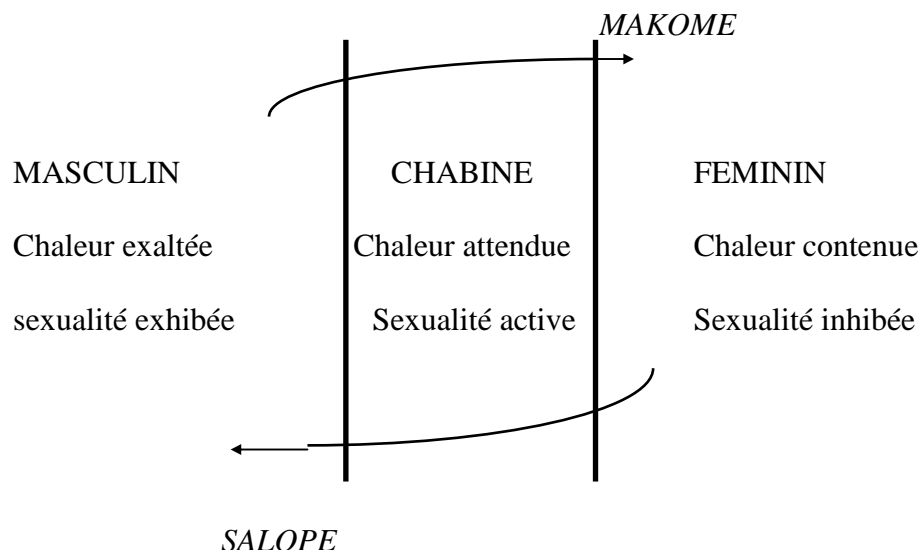 MAKOME
MASCULIN CHABINE FEMININ
Chaleur exaltée Chaleur attendue Chaleur contenue
sexualité exhibée Sexualité active Sexualité inhibée
SALOPE